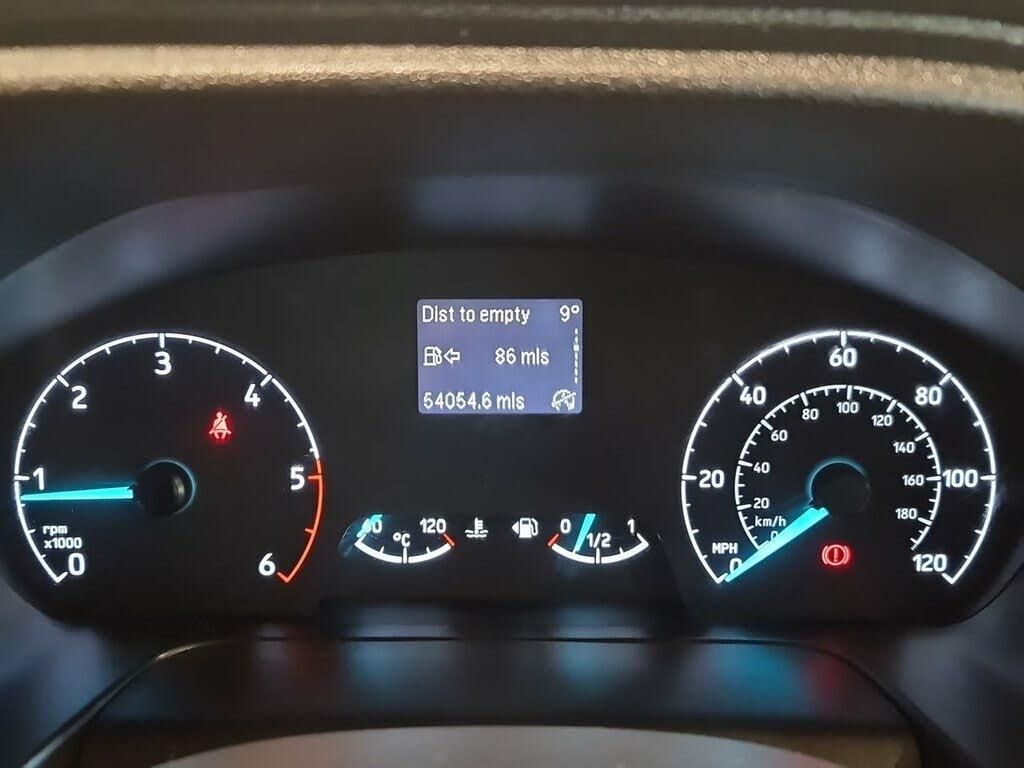 Dist to empty 9°
86 mls
54054.6 mls
0 1 2 3 4 5 6
rpm
x1000
60 120
°C
0 1/2 1
0 20 40 60 80 100 120
MPH
0 20 40 60 80 100 120 140 160 180
km/h